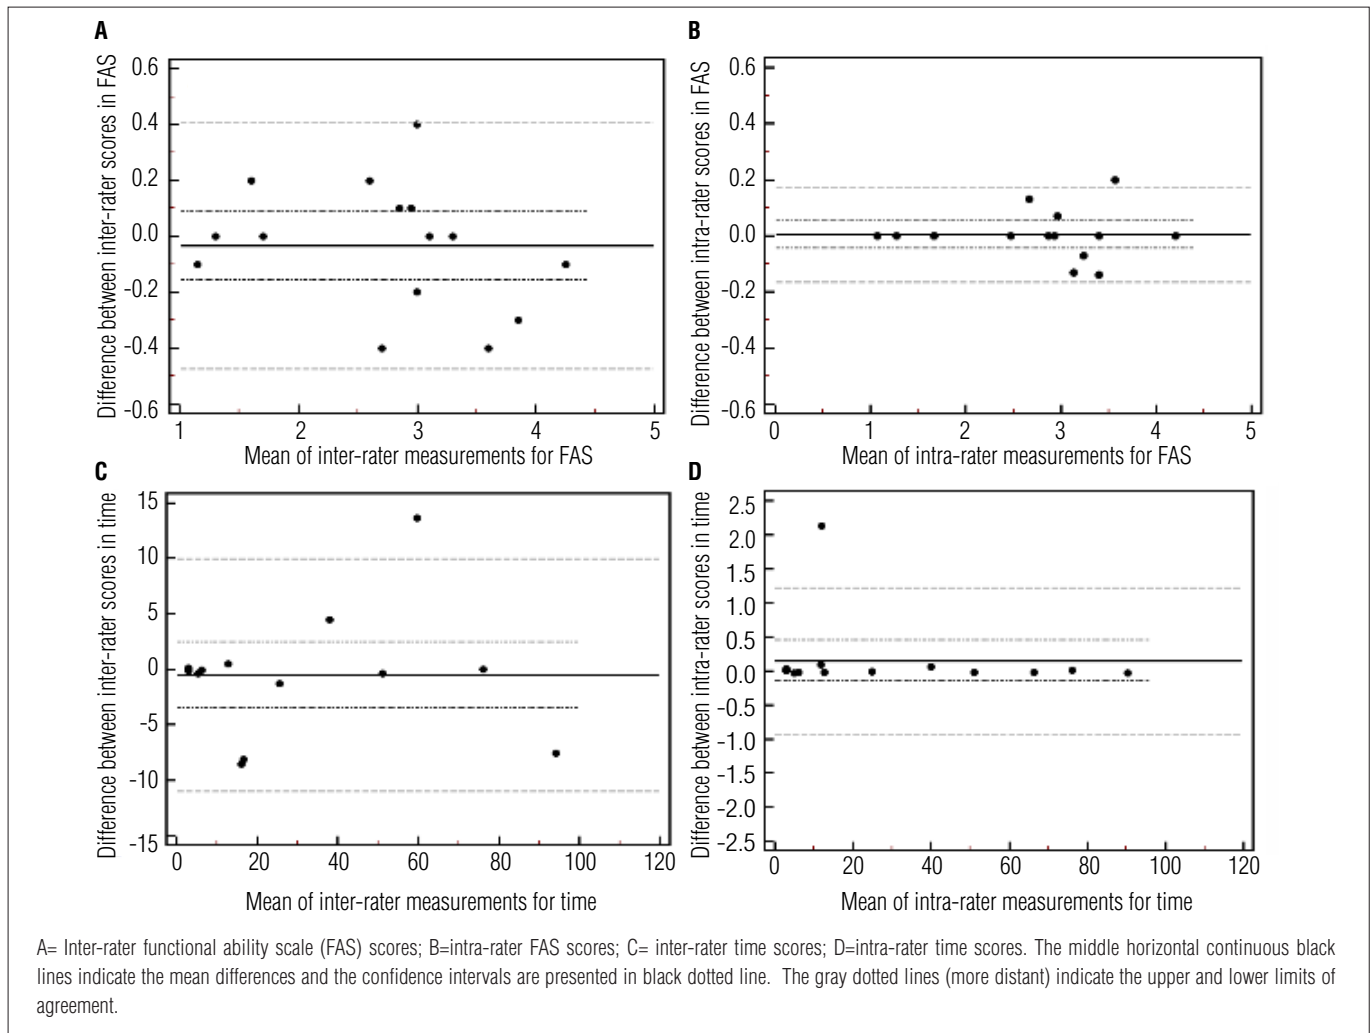 A
Difference between inter-rater scores in FAS
0.6
0.4
0.2
0.0
-0.2
-0.4
-0.6
1 2 3 4 5
Mean of inter-rater measurements for FAS
B
Difference between intra-rater scores in FAS
0.6
0.4
0.2
0.0
-0.2
-0.4
-0.6
0 1 2 3 4 5
Mean of intra-rater measurements for FAS
C
Difference between inter-rater scores in time
15
10
5
0
-5
-10
-15
0 20 40 60 80 100 120
Mean of inter-rater measurements for time
D
Difference between intra-rater scores in time
2.5
2.0
1.5
1.0
0.5
0.0
-0.5
-1.0
-1.5
-2.0
-2.5
0 20 40 60 80 100 120
Mean of intra-rater measurements for time
A= Inter-rater functional ability scale (FAS) scores; B=intra-rater FAS scores; C= inter-rater time scores; D=intra-rater time scores. The middle horizontal continuous black
lines indicate the mean differences and the confidence intervals are presented in black dotted line. The gray dotted lines (more distant) indicate the upper and lower limits of
agreement.